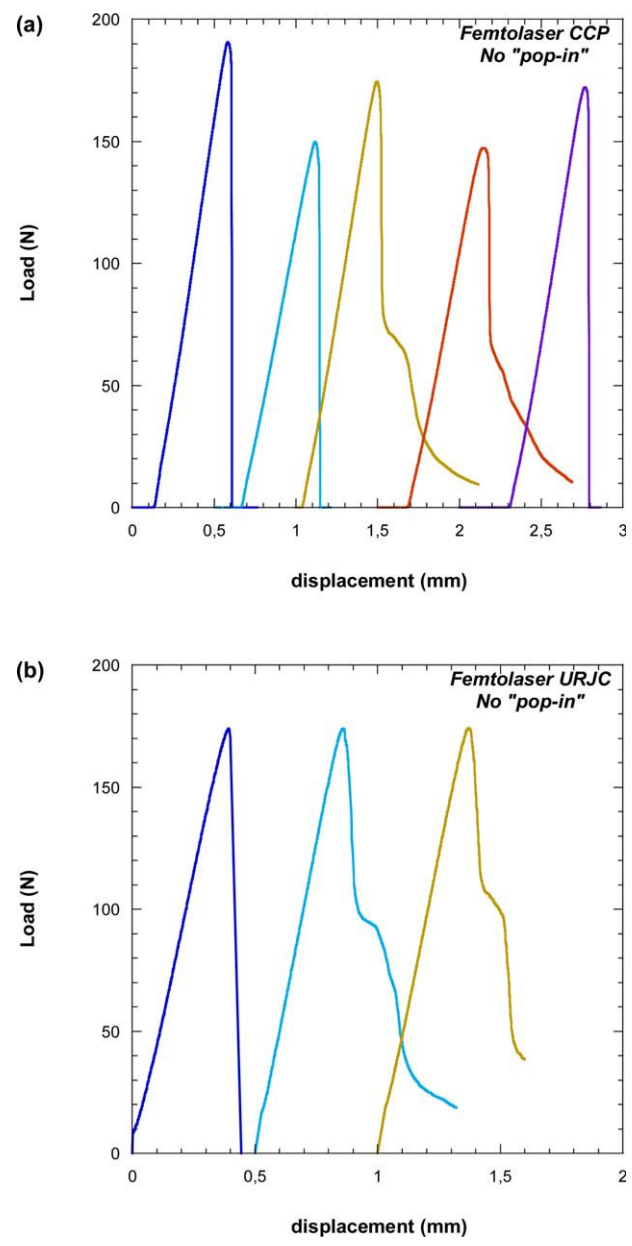 (a)
Femtolaser CCP
No "pop-in"
200
150
100
50
0
Load (N)
0
0,5
1
1,5
2
2,5
3
displacement (mm)
(b)
Femtolaser URJC
No "pop-in"
200
150
100
50
0
Load (N)
0
0,5
1
1,5
2
displacement (mm)